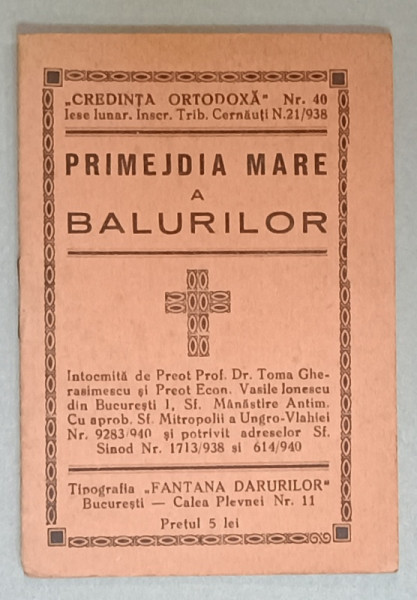 „CREDINȚA ORTODOXĂ" Nr. 40
Iese lunar. Inscr. Trib. Cernăuți N.21/938
PRIMEJDIA MARE
A
BALURILOR
Intocmită de Preot Prof. Dr. Toma Ghe-
rasimescu și Preot Econ. Vasile Ionescu
din București 1, Sf. Mânăstire Antim.
Cu aprob. Sf. Mitropolii a Ungro-Vlahiei
Nr. 9283/940 și potrivit adreselor Sf.
Sinod Nr. 1713/938 si 614/940
Tipografia „FANTANA DARURILOR"
București — Calea Plevnei Nr. 11
Prețul 5 lei